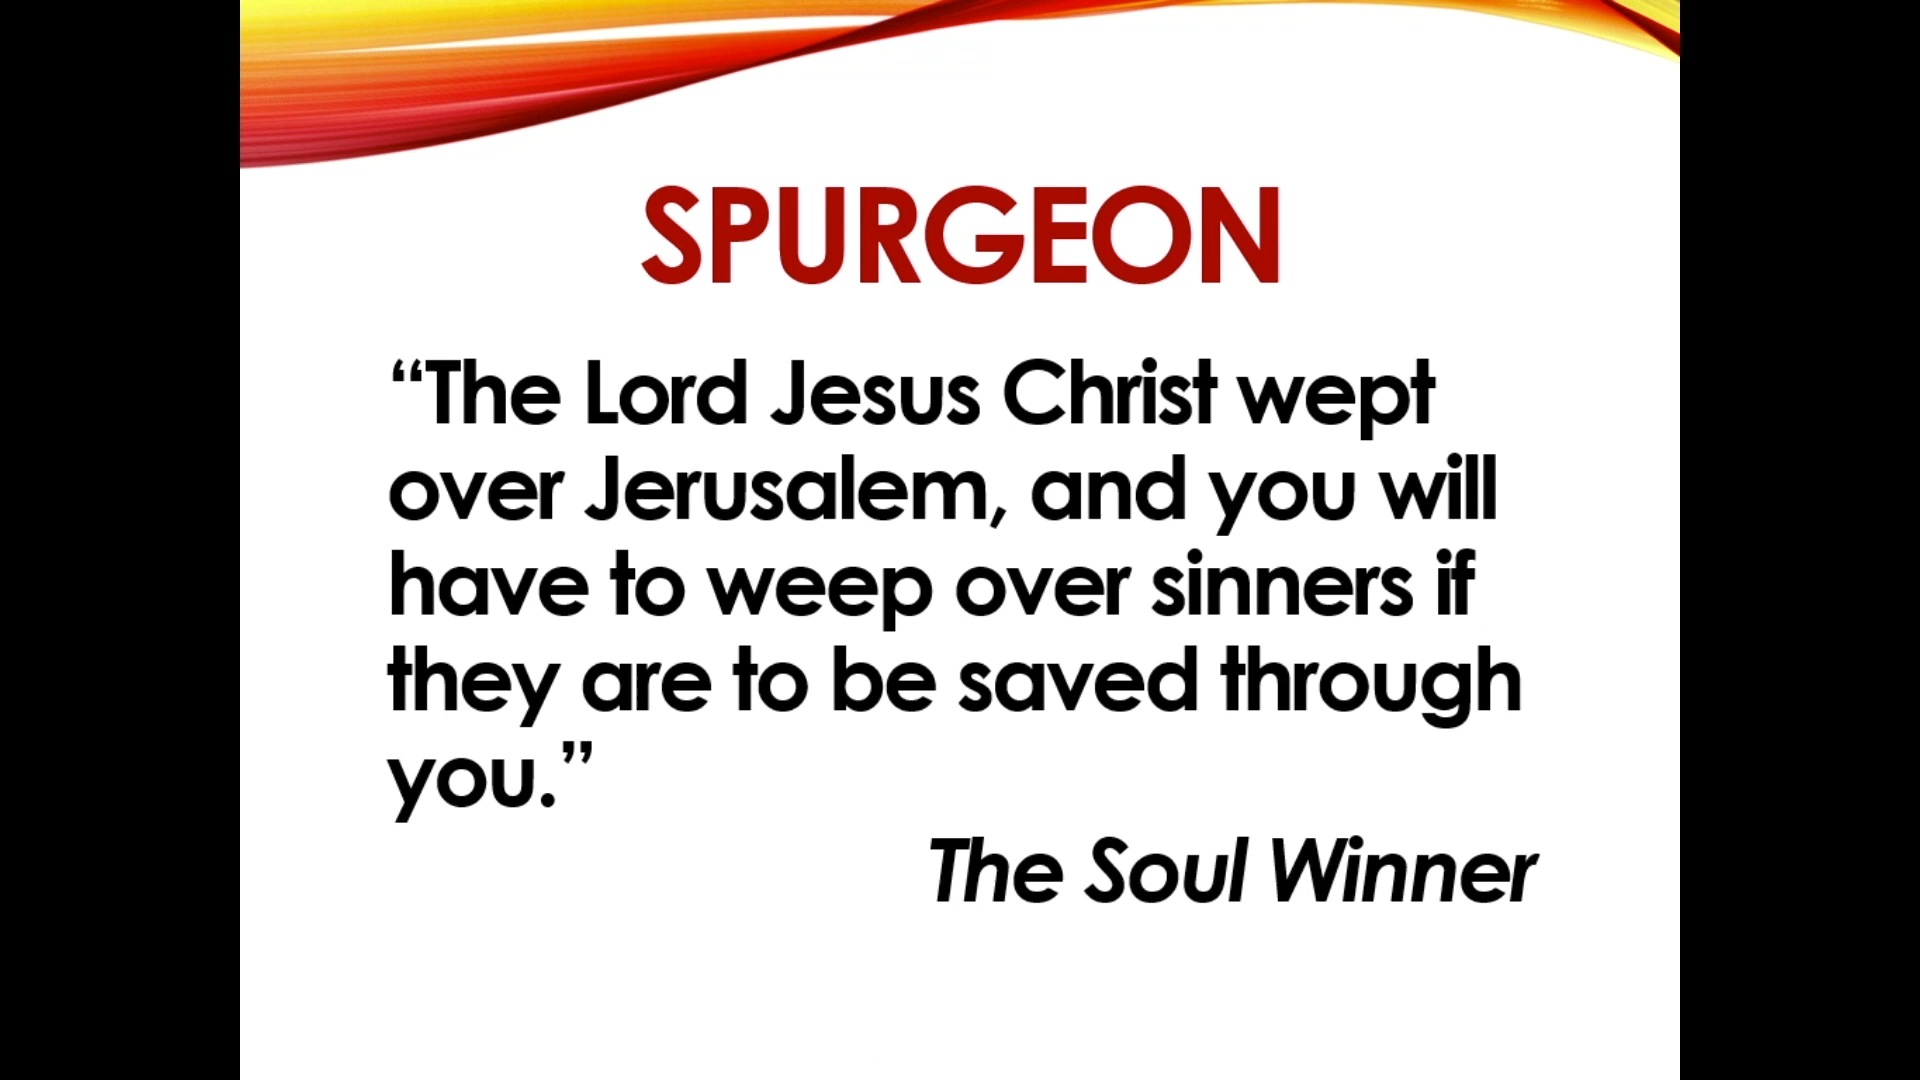 SPURGEON
“The Lord Jesus Christ wept
over Jerusalem, and you will
have to weep over sinners if
they are to be saved through
you.”
The Soul Winner